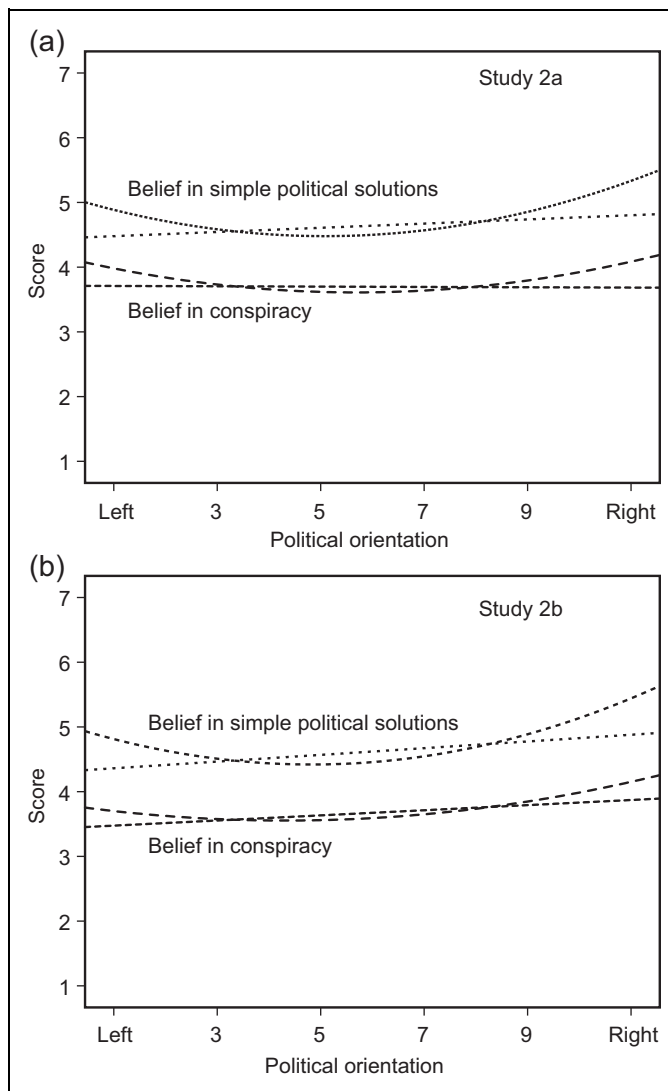 (a)
Study 2a
7
6
Belief in simple political solutions
5
4
Score
Belief in conspiracy
3
2
1
Left 3 5 7 9 Right
Political orientation
(b)
Study 2b
7
6
Belief in simple political solutions
5
4
Score
Belief in conspiracy
3
2
1
Left 3 5 7 9 Right
Political orientation